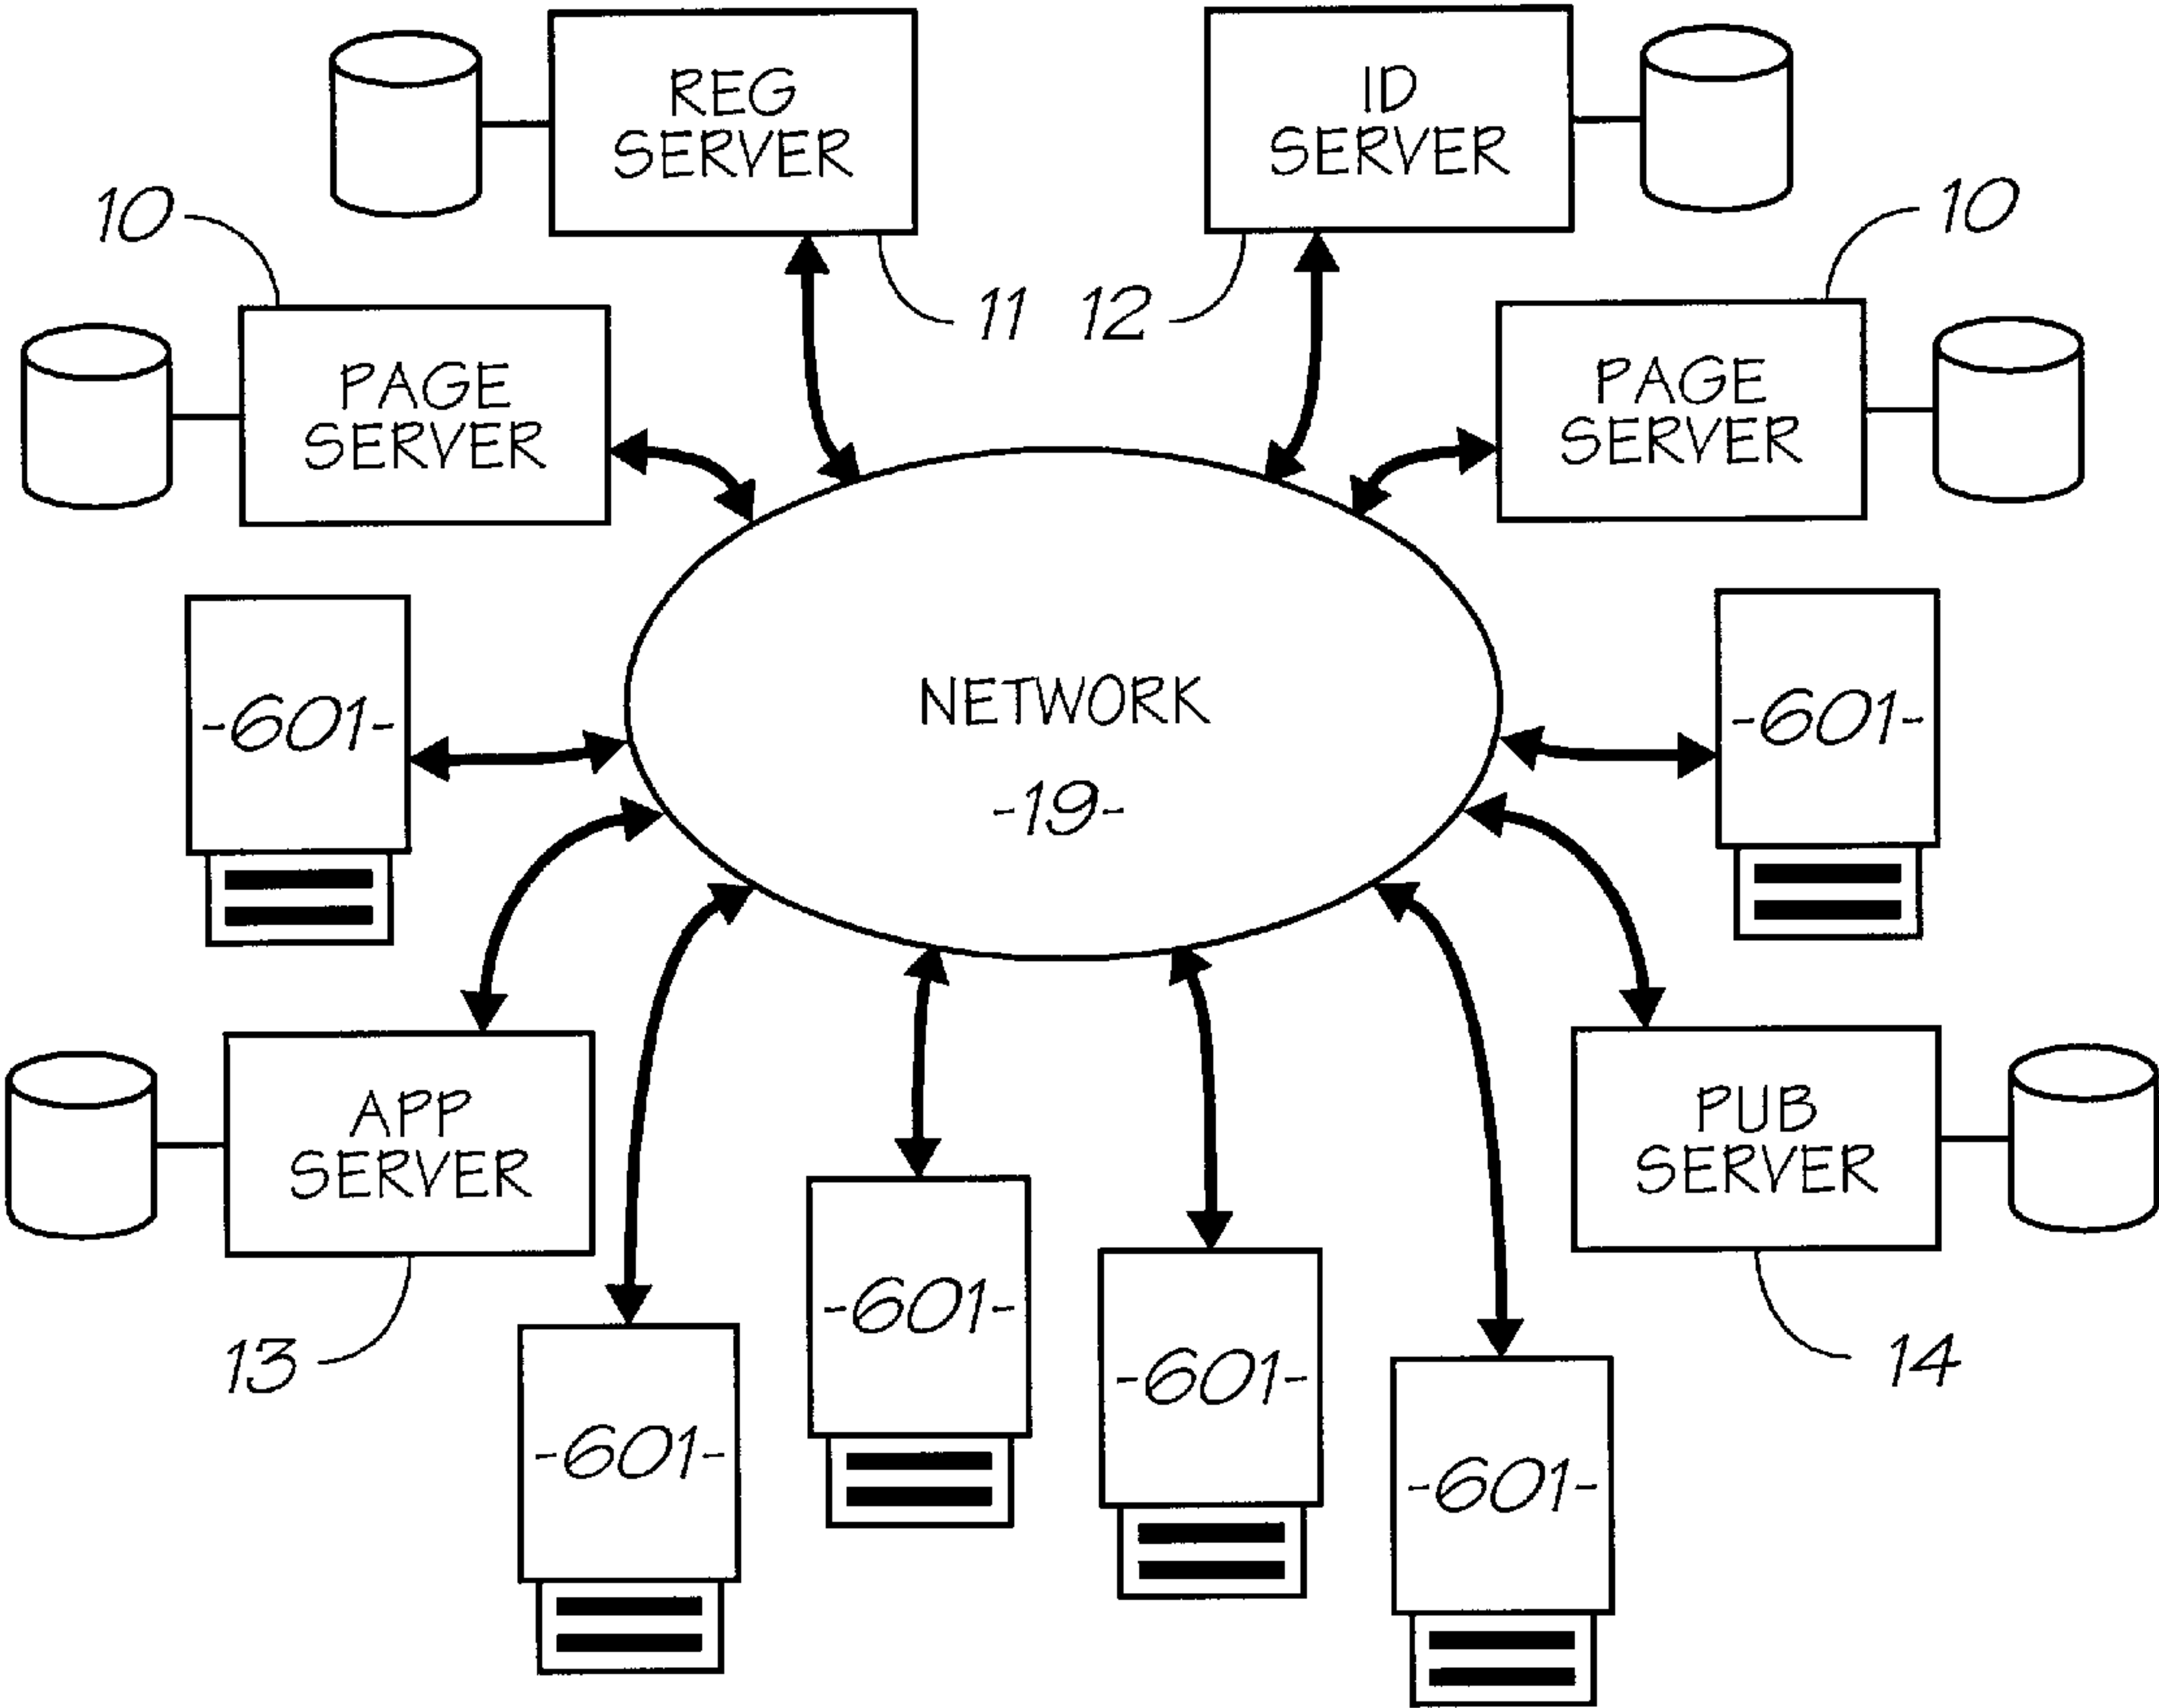 REG
SERVER
ID
SERVER
10
10
11
12
PAGE
SERVER
PAGE
SERVER
-601-
NETWORK
-19-
-601-
APP
SERVER
PUB
SERVER
13
14
-601-
-601-
-601-
-601-